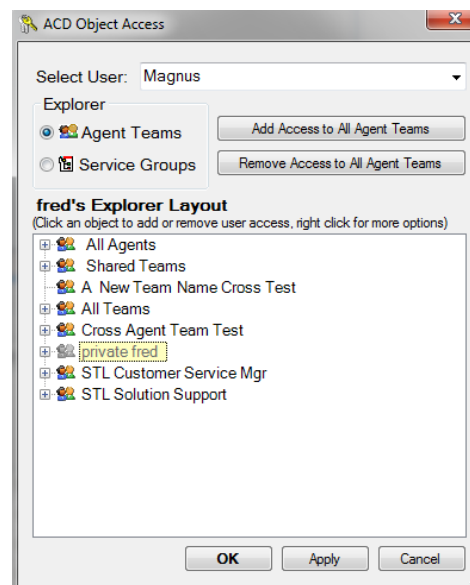 ACD Object Access
Select User: Magnus
Explorer
Agent Teams
Add Access to All Agent Teams
Service Groups
Remove Access to All Agent Teams
fred's Explorer Layout
(Click an object to add or remove user access, right click for more options)
All Agents
Shared Teams
A New Team Name Cross Test
All Teams
Cross Agent Team Test
private fred
STL Customer Service Mgr
STL Solution Support
OK Apply Cancel